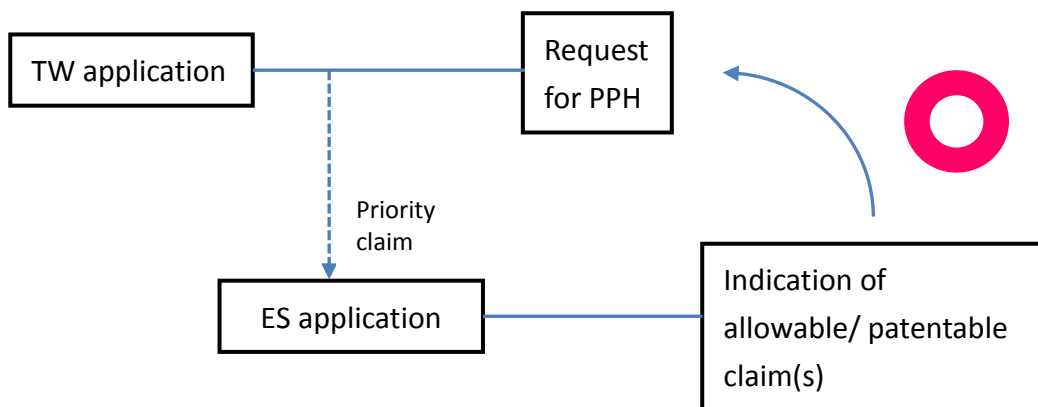 TW application
Request
for PPH
Priority
claim
ES application
Indication of
allowable/ patentable
claim(s)